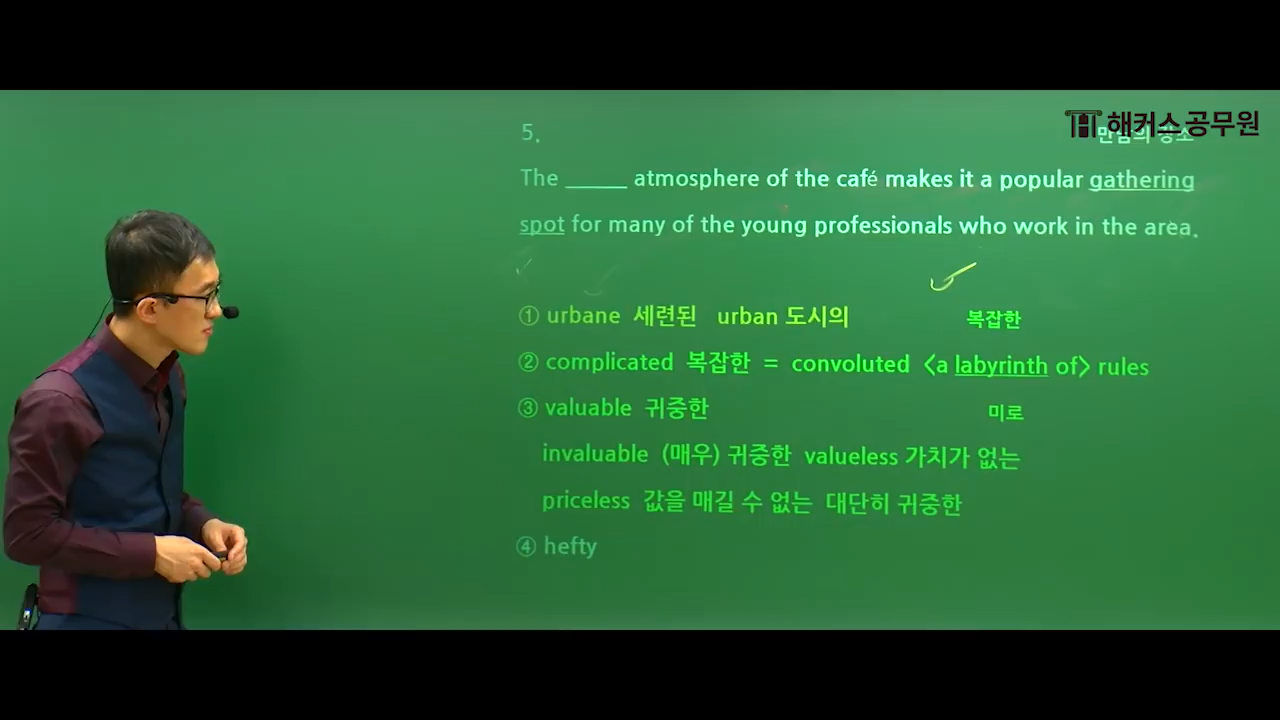 해커스공무원
5.
The _____ atmosphere of the café makes it a popular gathering
spot for many of the young professionals who work in the area.
① urbane 세련된 urban 도시의 복잡한
② complicated 복잡한 = convoluted <a labyrinth of> rules
③ valuable 귀중한 미로
invaluable (매우) 귀중한 valueless 가치가 없는
priceless 값을 매길 수 없는 대단히 귀중한
④ hefty